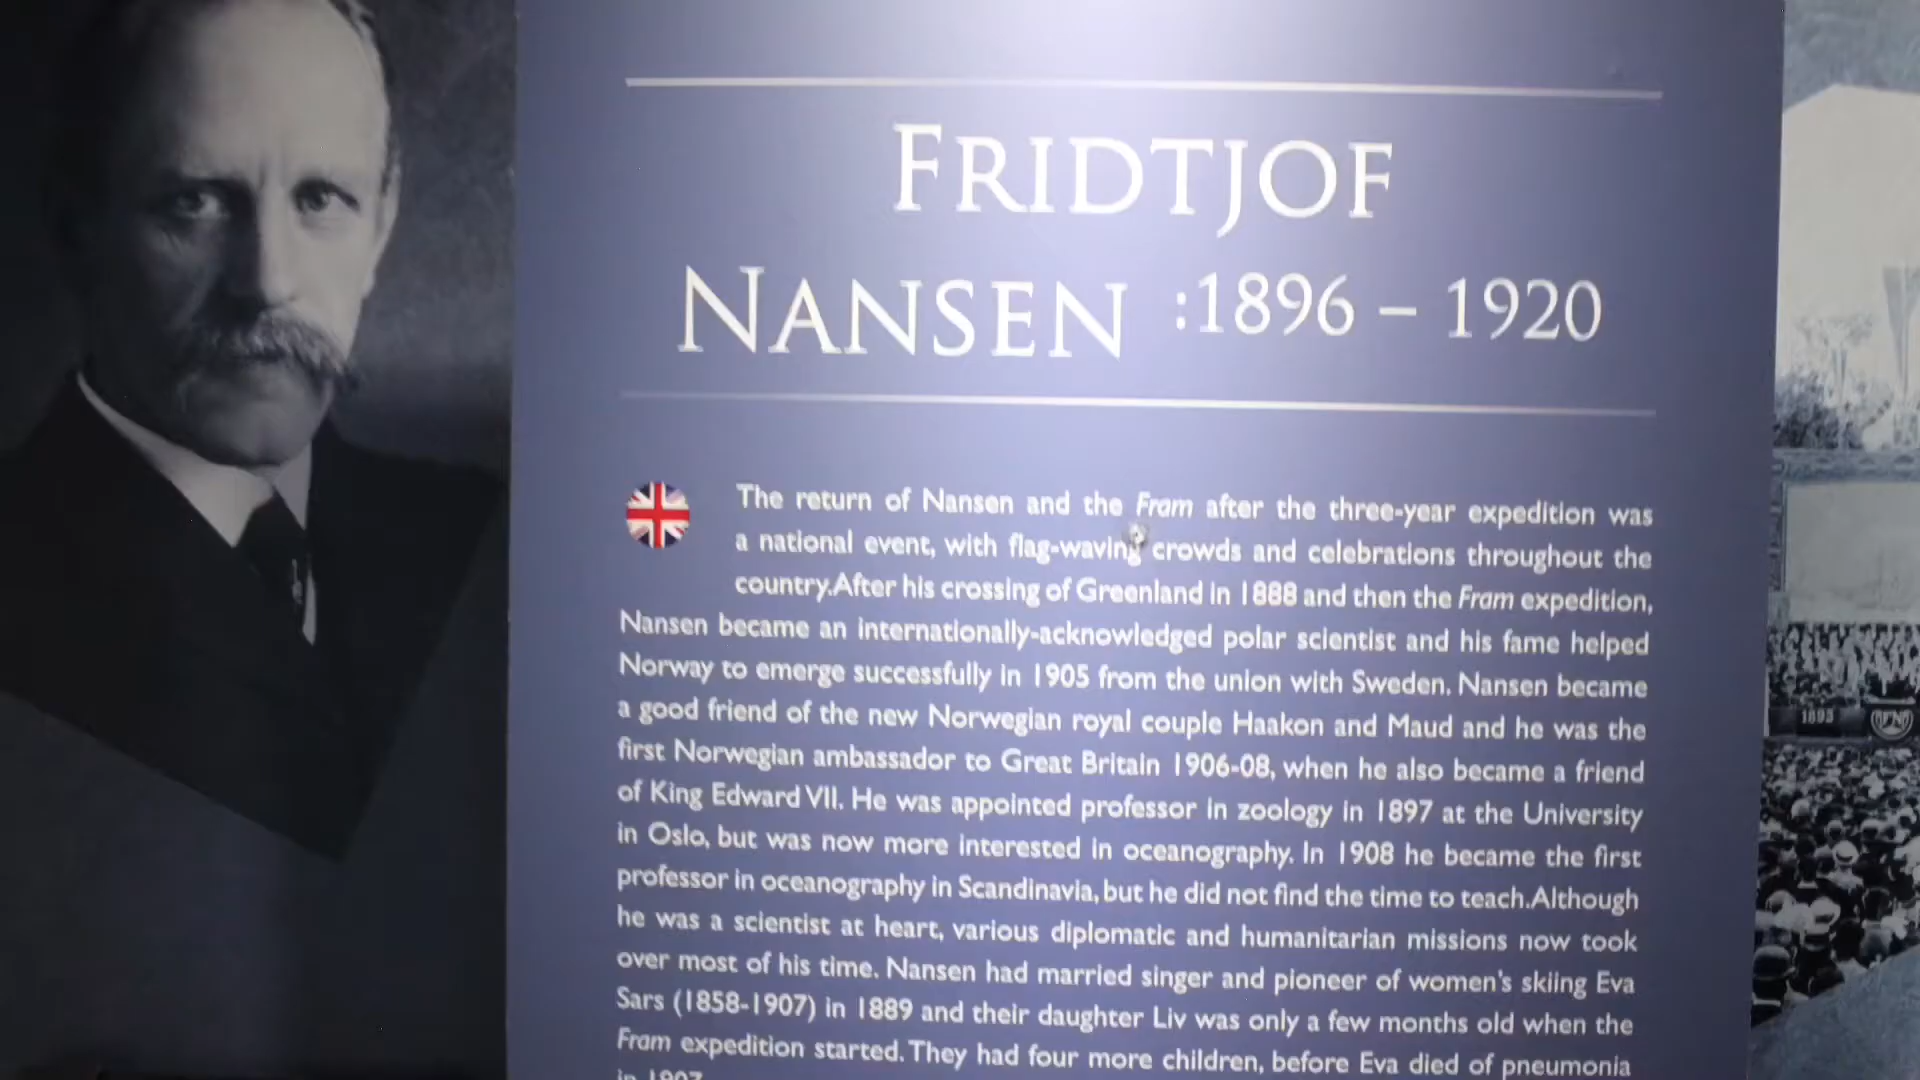 FRIDTJOF
NANSEN :1896 – 1920
The return of Nansen and the Fram after the three-year expedition was
a national event, with flag-waving crowds and celebrations throughout the
country.After his crossing of Greenland in 1888 and then the Fram expedition,
Nansen became an internationally-acknowledged polar scientist and his fame helped
Norway to emerge successfully in 1905 from the union with Sweden. Nansen became
a good friend of the new Norwegian royal couple Haakon and Maud and he was the
first Norwegian ambassador to Great Britain 1906-08, when he also became a friend
of King Edward VII. He was appointed professor in zoology in 1897 at the University
in Oslo, but was now more interested in oceanography. In 1908 he became the first
professor in oceanography in Scandinavia, but he did not find the time to teach.Although
he was a scientist at heart, various diplomatic and humanitarian missions now took
over most of his time. Nansen had married singer and pioneer of women's skiing Eva
Sars (1858-1907) in 1889 and their daughter Liv was only a few months old when the
Fram expedition started. They had four more children, before Eva died of pneumonia
in 1907.
1893